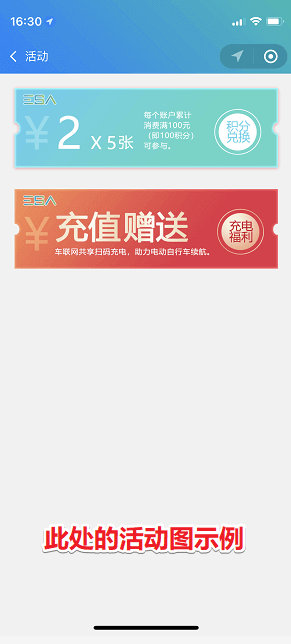 16:30
活动
ESA
¥2 X 5张
每个账户累计
消费满100元
（即100积分）
可参与。
积分
兑换
ESA
¥
充值赠送
车联网共享扫码充电，助力电动自行车续航。
充电
福利
此处的活动图示例